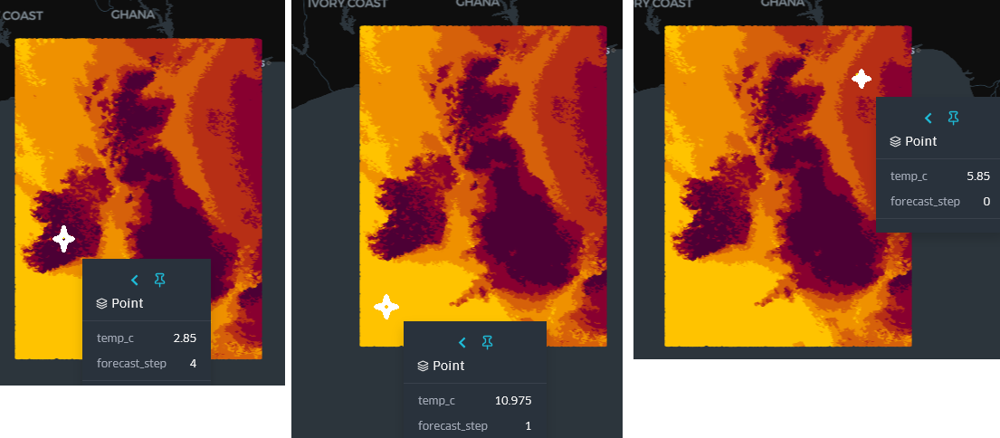 COAST
GHANA
s
Point
temp_c 2.85
forecast_step 4
IVORY COAST
GHANA
Point
temp_c 10.975
forecast_step 1
RY COAST
GHANA
Point
temp_c 5.85
forecast_step 0